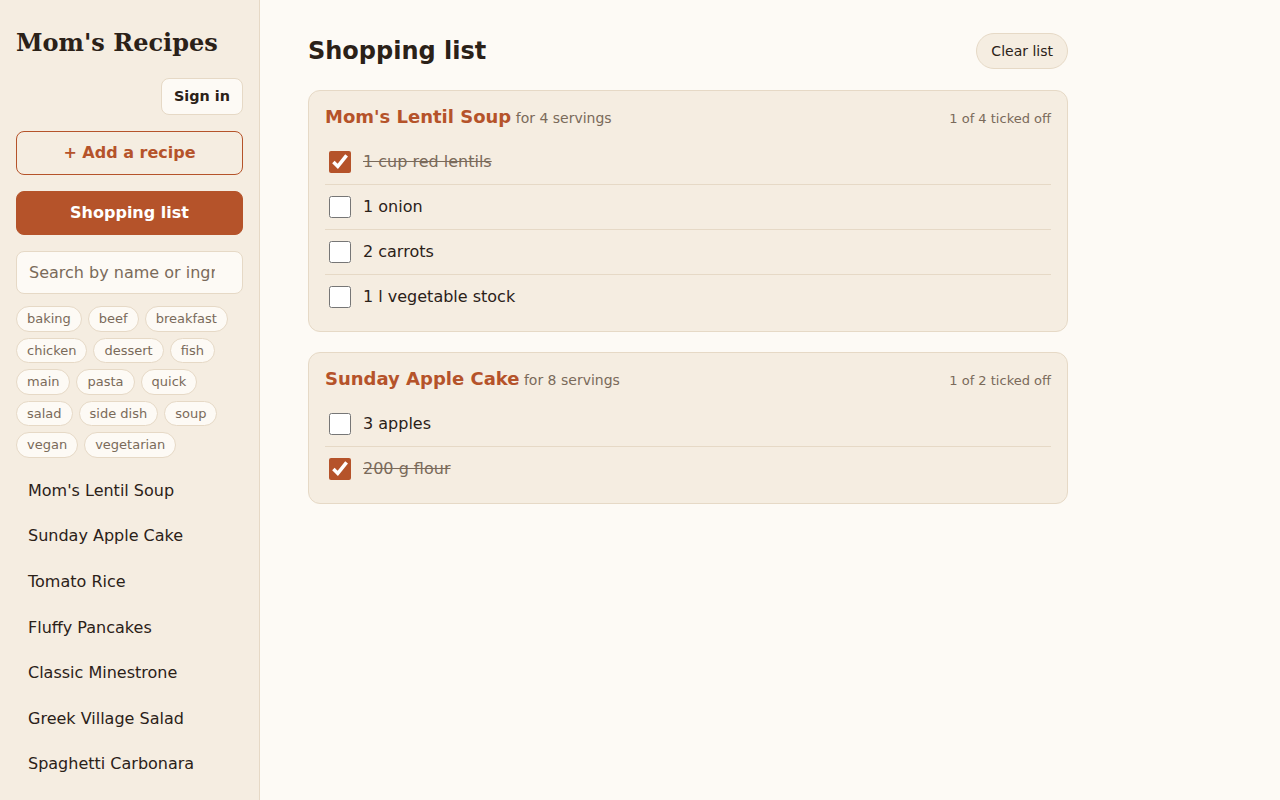 Mom's Recipes
Sign in
+ Add a recipe
Shopping list
Search by name or ingr
baking beef breakfast
chicken dessert fish
main pasta quick
salad side dish soup
vegan vegetarian
Mom's Lentil Soup
Sunday Apple Cake
Tomato Rice
Fluffy Pancakes
Classic Minestrone
Greek Village Salad
Spaghetti Carbonara
Shopping list
Clear list
Mom's Lentil Soup for 4 servings
1 of 4 ticked off
1 cup red lentils
1 onion
2 carrots
1 l vegetable stock
Sunday Apple Cake for 8 servings
1 of 2 ticked off
3 apples
200 g flour